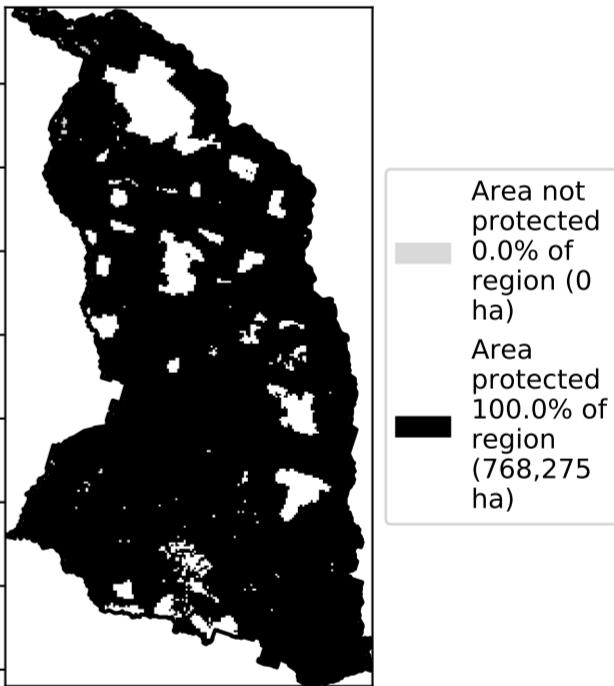 Area not
protected
0.0% of
region (0
ha)
Area
protected
100.0% of
region
(768,275
ha)